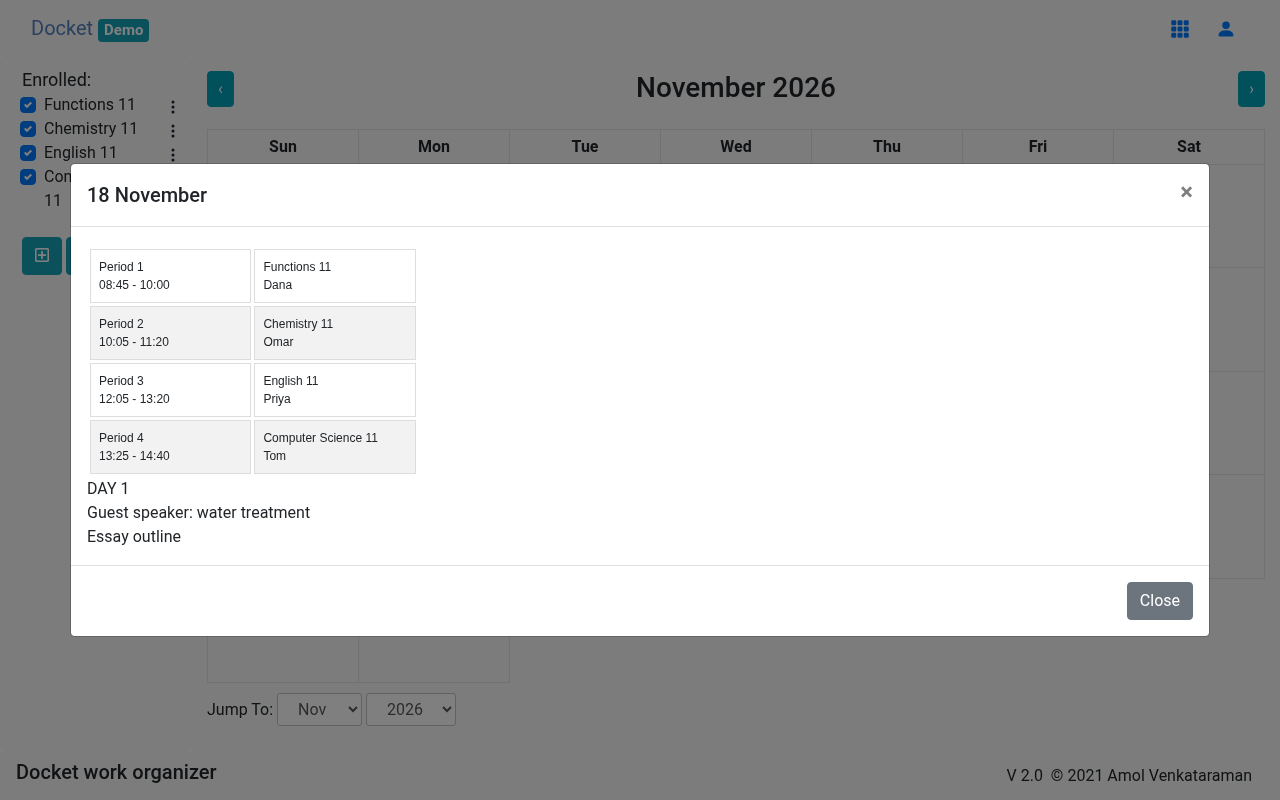 Docket Demo
Enrolled:
Functions 11
Chemistry 11
English 11
Com
11
‹
November 2026
›
Sun Mon Tue Wed Thu Fri Sat
18 November
×
Period 1
08:45 - 10:00
Functions 11
Dana
Period 2
10:05 - 11:20
Chemistry 11
Omar
Period 3
12:05 - 13:20
English 11
Priya
Period 4
13:25 - 14:40
Computer Science 11
Tom
DAY 1
Guest speaker: water treatment
Essay outline
Close
Jump To: Nov 2026
Docket work organizer
V 2.0 © 2021 Amol Venkataraman